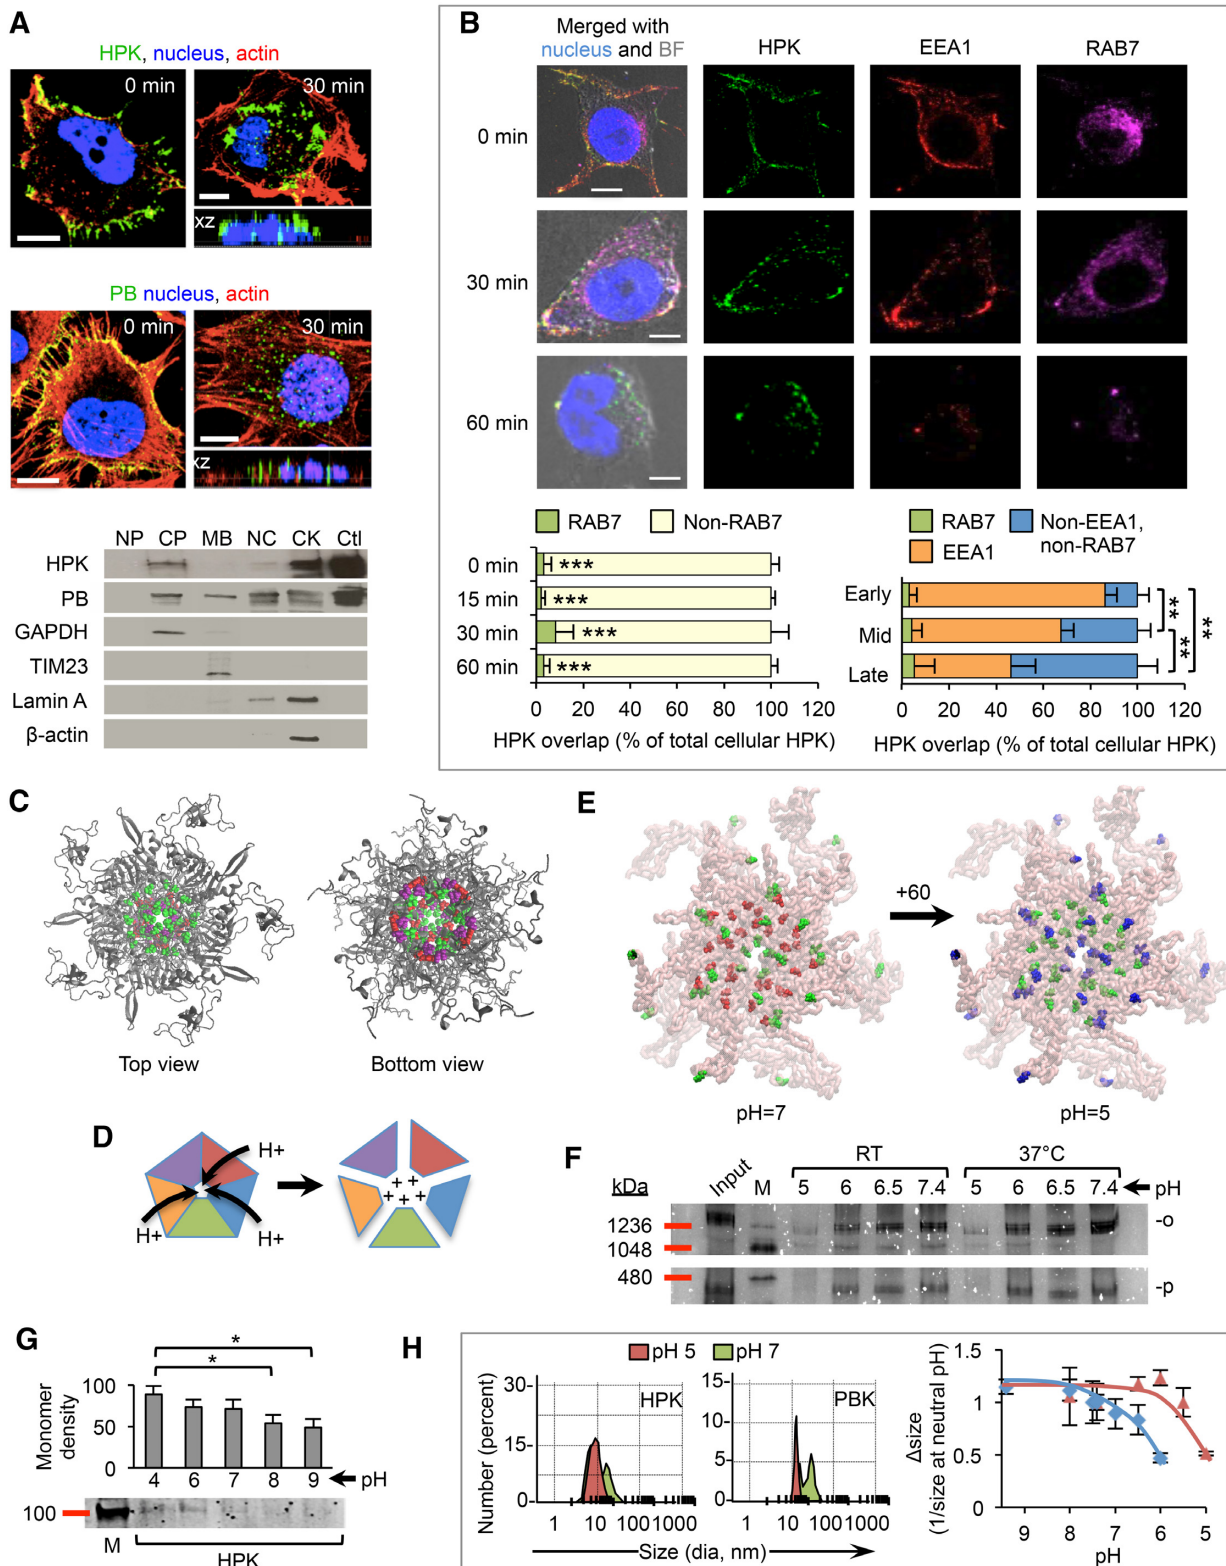 A
HPK, nucleus, actin
0 min
30 min
xz
PB nucleus, actin
0 min
30 min
xz
NP CP MB NC CK Ctl
HPK
PB
GAPDH
TIM23
Lamin A
β-actin
B
Merged with
nucleus and BF
HPK
EEA1
RAB7
0 min
30 min
60 min
RAB7
Non-RAB7
0 min
***
15 min
***
30 min
***
60 min
***
0 20 40 60 80 100 120
HPK overlap (% of total cellular HPK)
RAB7
EEA1
Non-EEA1,
non-RAB7
Early
Mid
Late
**
**
**
0 20 40 60 80 100 120
HPK overlap (% of total cellular HPK)
C
Top view
Bottom view
D
H+
H+
H+
+ + + + + +
E
+60
pH=7
pH=5
F
RT
37°C
kDa
Input M 5 6 6.5 7.4 5 6 6.5 7.4 pH
1236
1048
480
-o
-p
G
*
*
Monomer
density
100
50
0
4 6 7 8 9 pH
100
M
HPK
H
pH 5
pH 7
Number (percent)
30
15
0
HPK
1 10 100 1000
15
10
5
0
PBK
1 10 100 1000
Size (dia, nm)
Δsize
(1/size at neutral pH)
1.5
1
0.5
0
9 8 7 6 5
pH